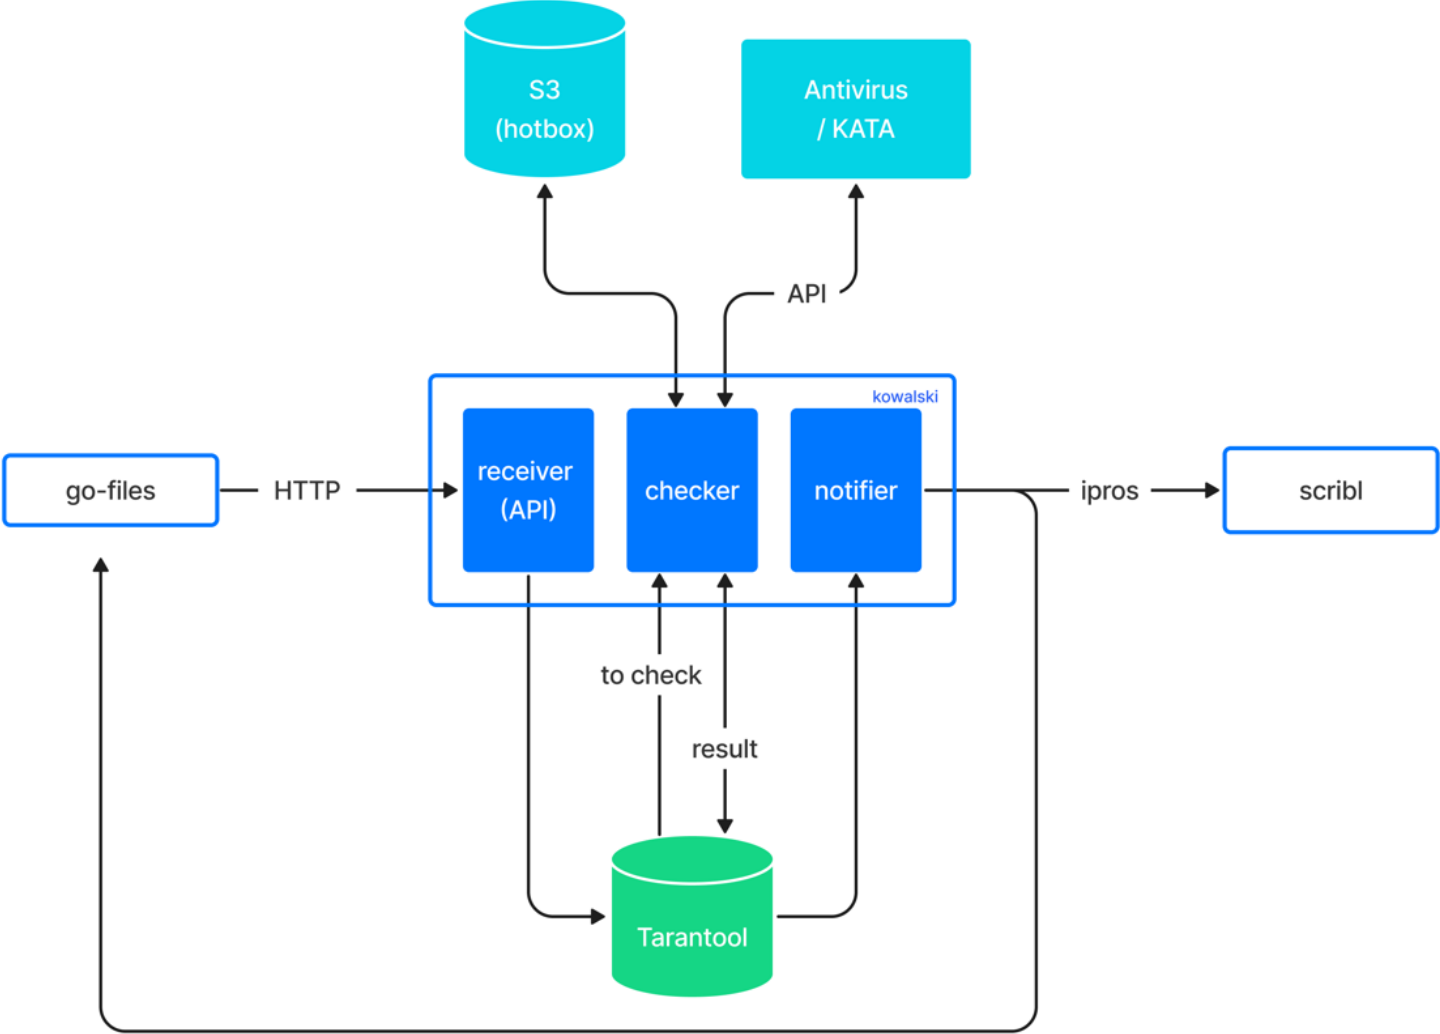 S3
(hotbox)
Antivirus
/ KATA
API
kowalski
go-files
HTTP
receiver
(API)
checker
notifier
ipros
scribl
to check
result
Tarantool